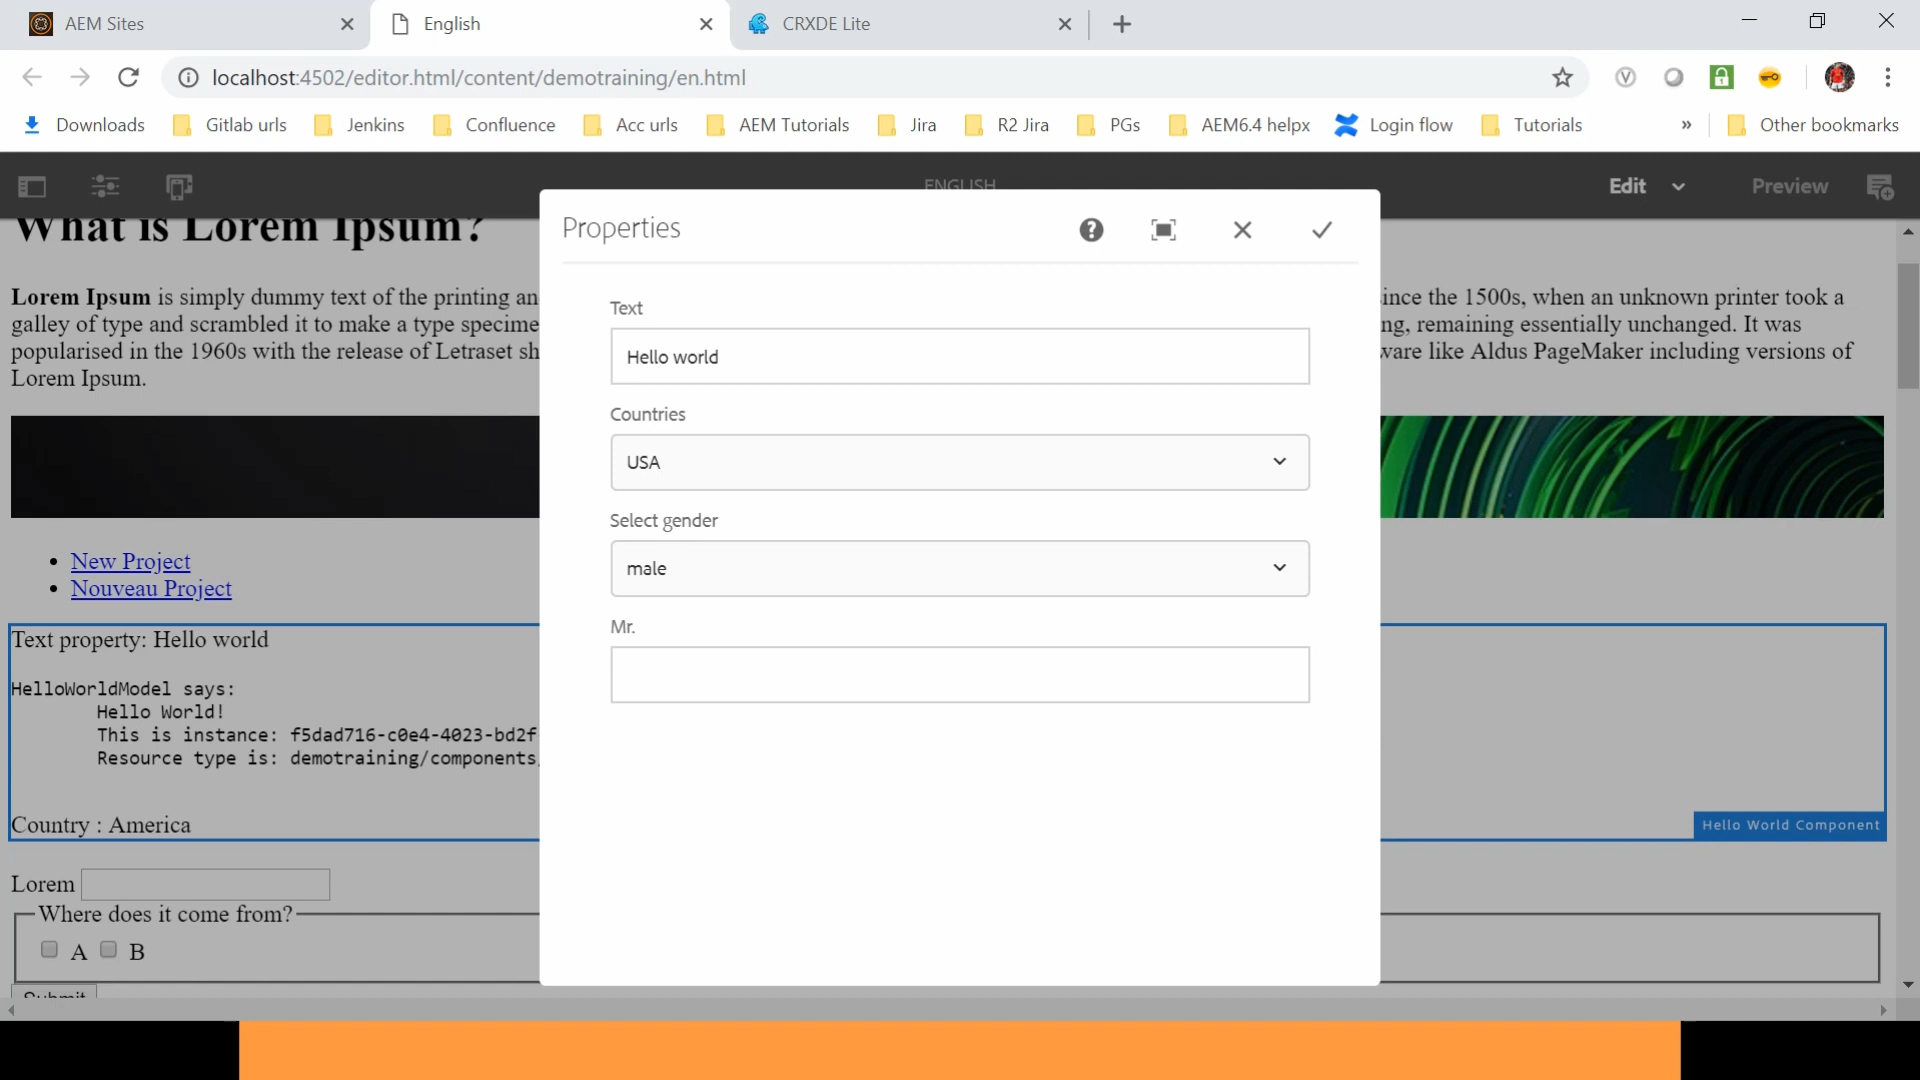 AEM Sites
English
CRXDE Lite
localhost:4502/editor.html/content/demotraining/en.html
Downloads Gitlab urls Jenkins Confluence Acc urls AEM Tutorials Jira R2 Jira PGs AEM6.4 helpx Login flow Tutorials » Other bookmarks
ENGLISH
Edit
Preview
What is Lorem Ipsum?
Lorem Ipsum is simply dummy text of the printing an
ince the 1500s, when an unknown printer took a
galley of type and scrambled it to make a type specime
ng, remaining essentially unchanged. It was
popularised in the 1960s with the release of Letraset sh
ware like Aldus PageMaker including versions of
Lorem Ipsum.
New Project
Nouveau Project
Text property: Hello world
HelloWorldModel says:
Hello World!
This is instance: f5dad716-c0e4-4023-bd2f
Resource type is: demotraining/components
Country : America
Hello World Component
Lorem
Where does it come from?
A B
Submit
Properties
Text
Hello world
Countries
USA
Select gender
male
Mr.